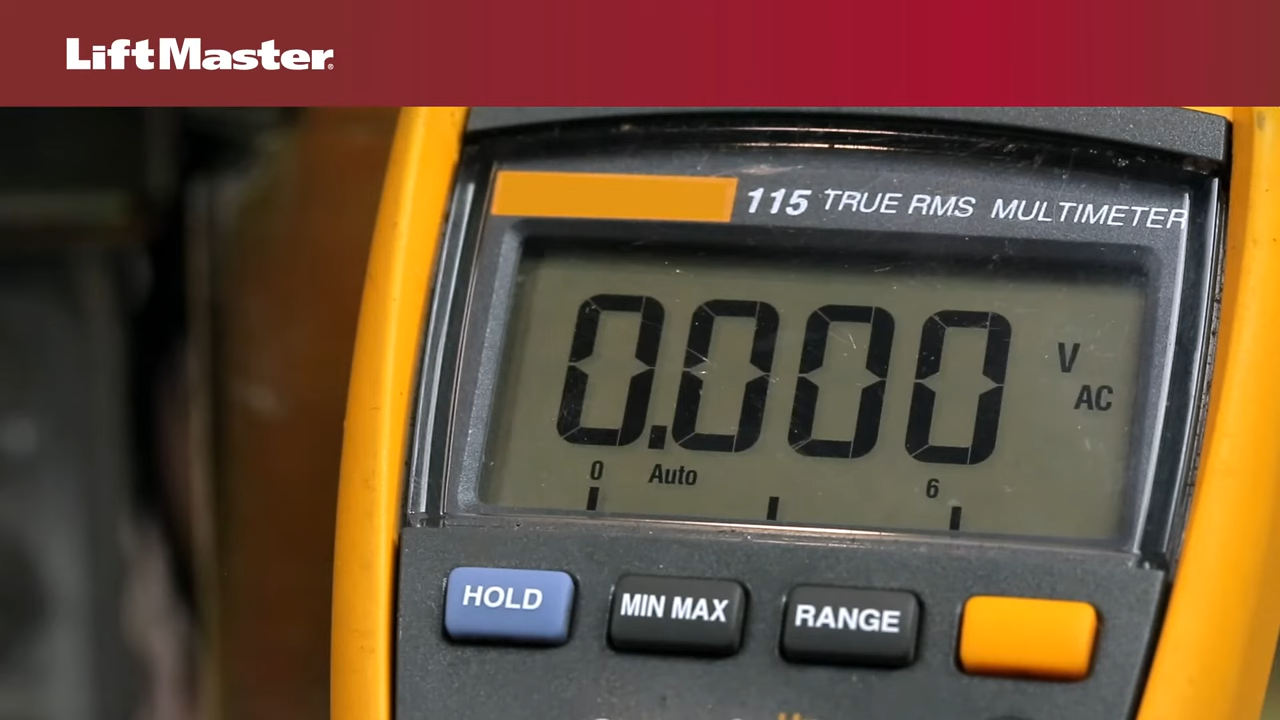 LiftMaster®
115 TRUE RMS MULTIMETER
0.000 V AC
0 Auto 6
HOLD MIN MAX RANGE